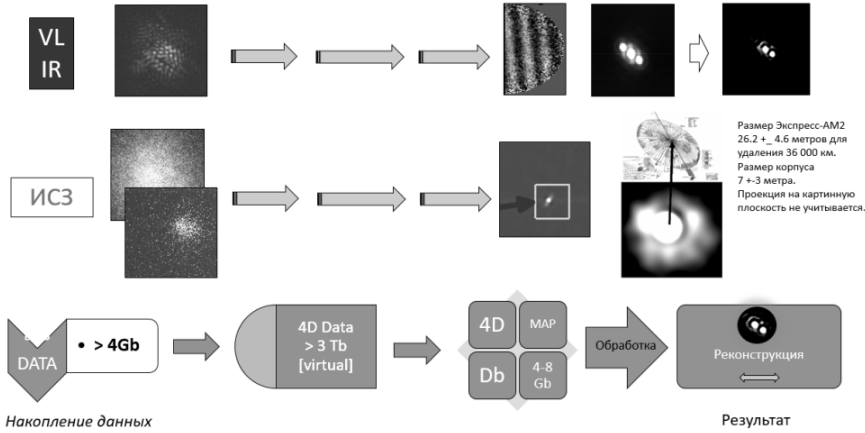 VL
IR
Размер Экспресс-АМ2
26.2 +_ 4.6 метров для
удаления 36 000 км.
Размер корпуса
7 +-3 метра.
Проекция на картинную
плоскость не учитывается.
ИСЗ
DATA
• > 4Gb
4D Data
> 3 Tb
[virtual]
4D
MAP
Db
4-8
Gb
Обработка
Реконструкция
Накопление данных
Результат